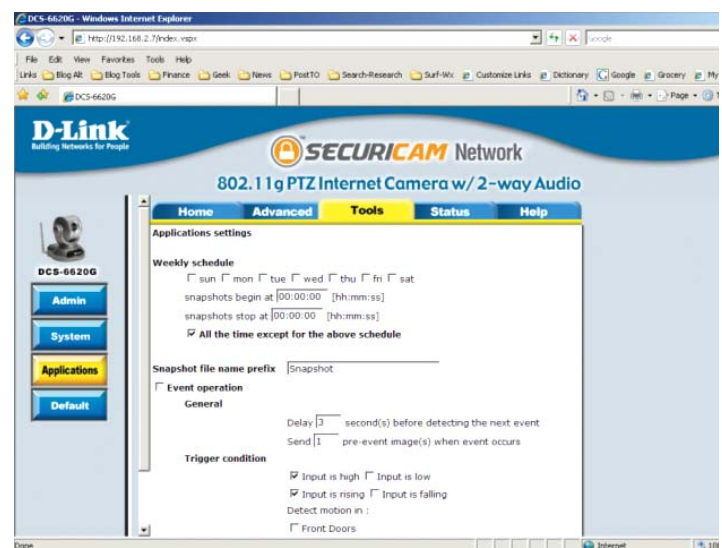 DCS-6620G - Windows Internet Explorer
http://192.168.2.7/index.vspx
Google
File Edit View Favorites Tools Help
Links Blog Alt Blog Tools Finance Geek News PostTO Search-Research Surf-Wx Customize Links Dictionary Google Grocery My
DCS-6620G
Page
D-Link
Building Networks for People
SECURICAM Network
802.11g PTZ Internet Camera w/ 2-way Audio
Home Advanced Tools Status Help
DCS-6620G
Admin
System
Applications
Default
Applications settings
Weekly schedule
sun mon tue wed thu fri sat
snapshots begin at 00:00:00 [hh:mm:ss]
snapshots stop at 00:00:00 [hh:mm:ss]
All the time except for the above schedule
Snapshot file name prefix Snapshot
Event operation
General
Delay 3 second(s) before detecting the next event
Send 1 pre-event image(s) when event occurs
Trigger condition
Input is high Input is low
Input is rising Input is falling
Detect motion in :
Front Doors
Done
Internet